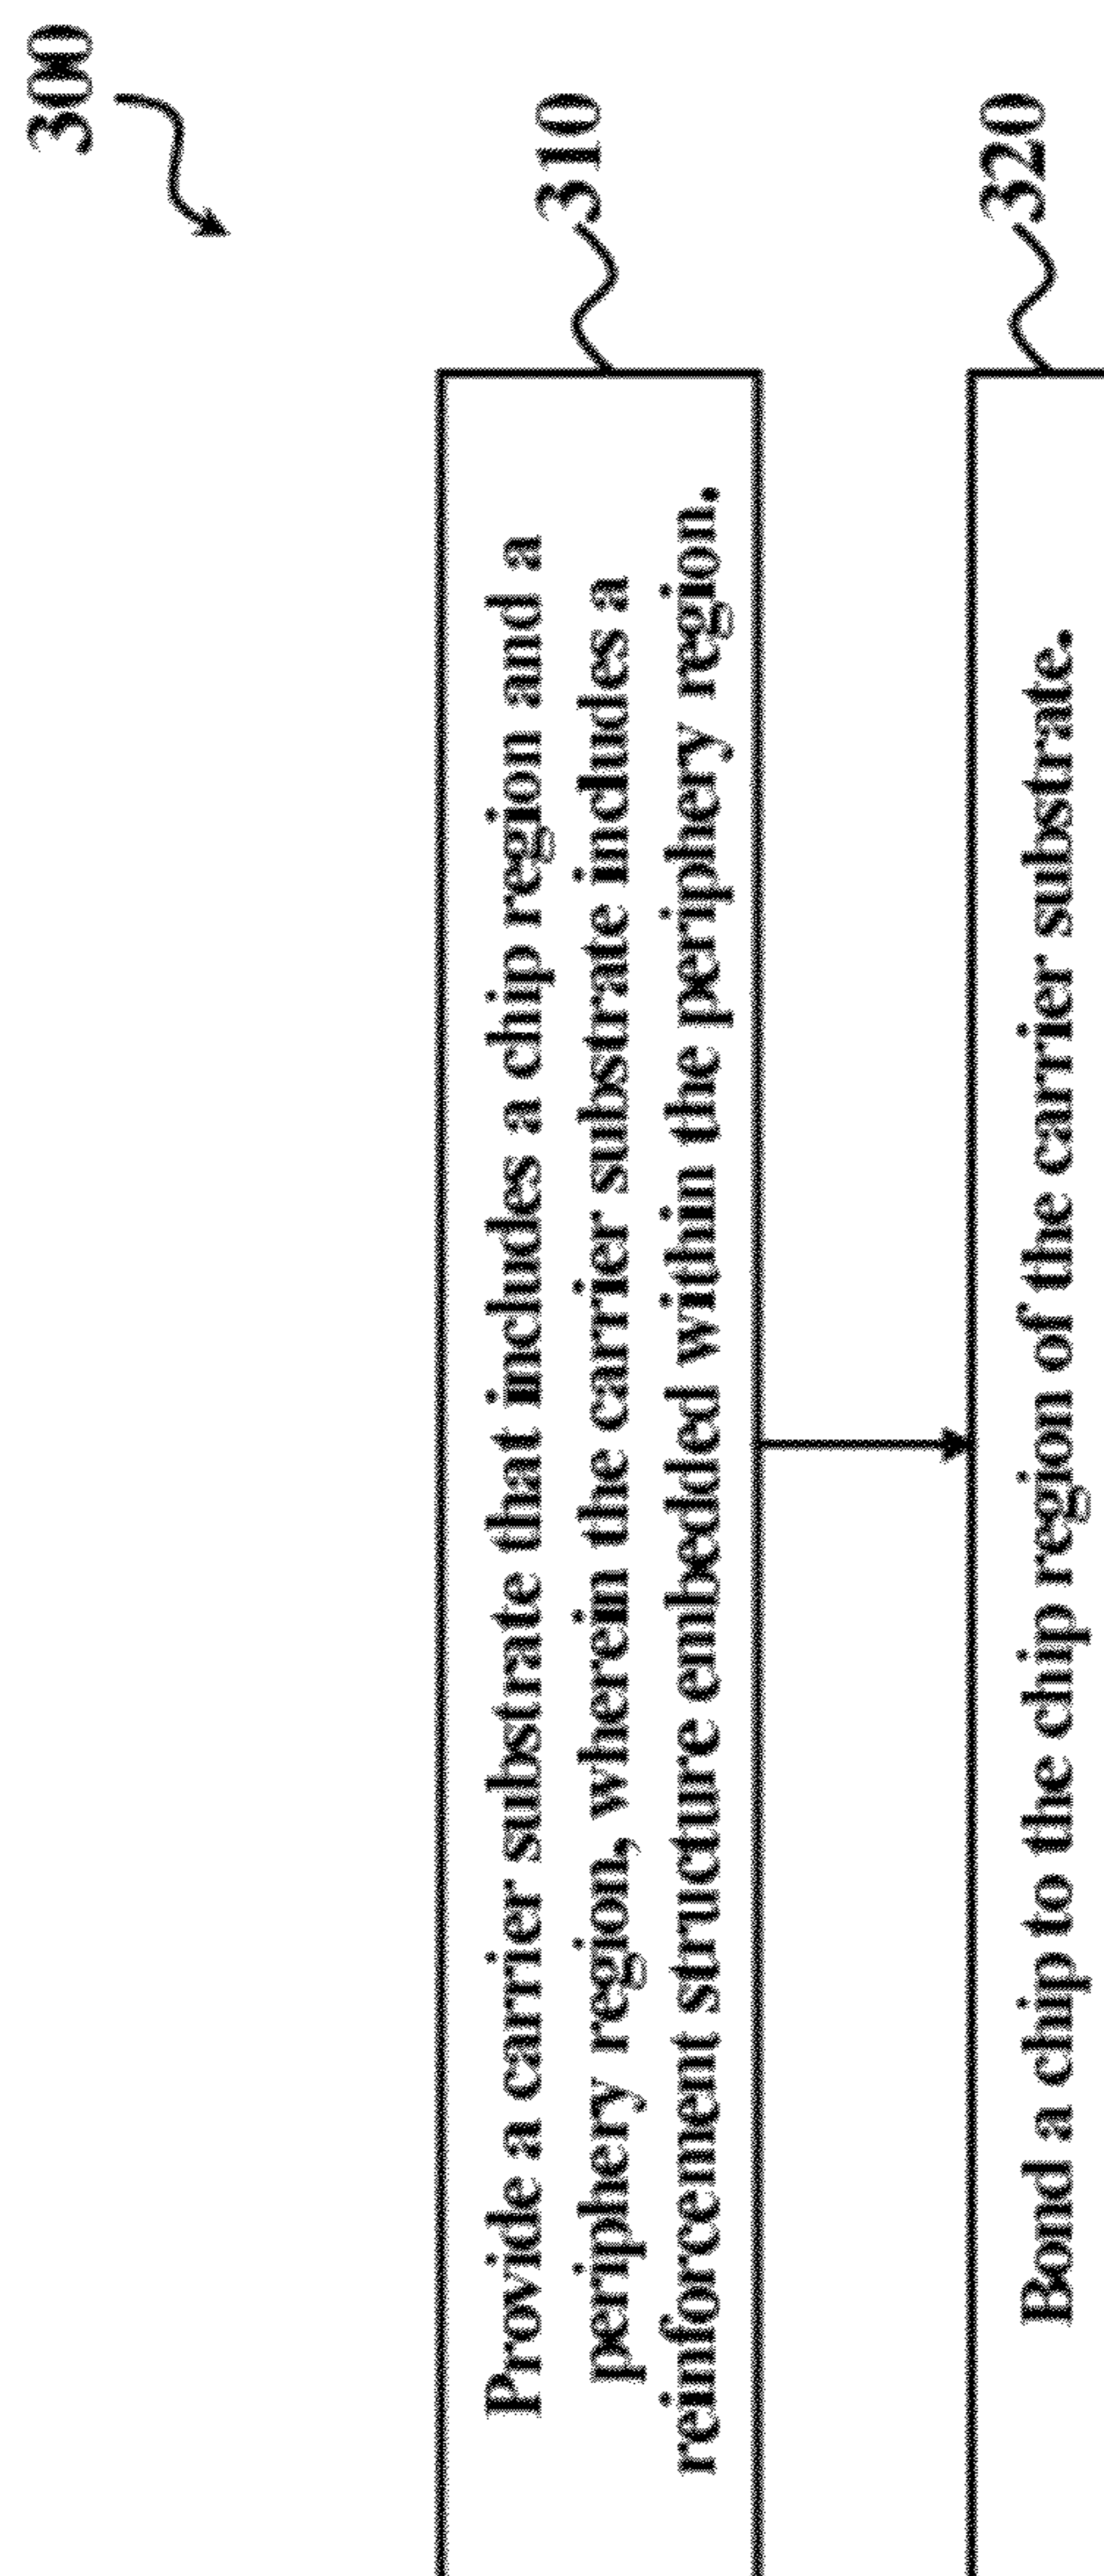 300
310
Provide a carrier substrate that includes a chip region and a
periphery region, wherein the carrier substrate includes a
reinforcement structure embedded within the periphery region.
320
Bond a chip to the chip region of the carrier substrate.